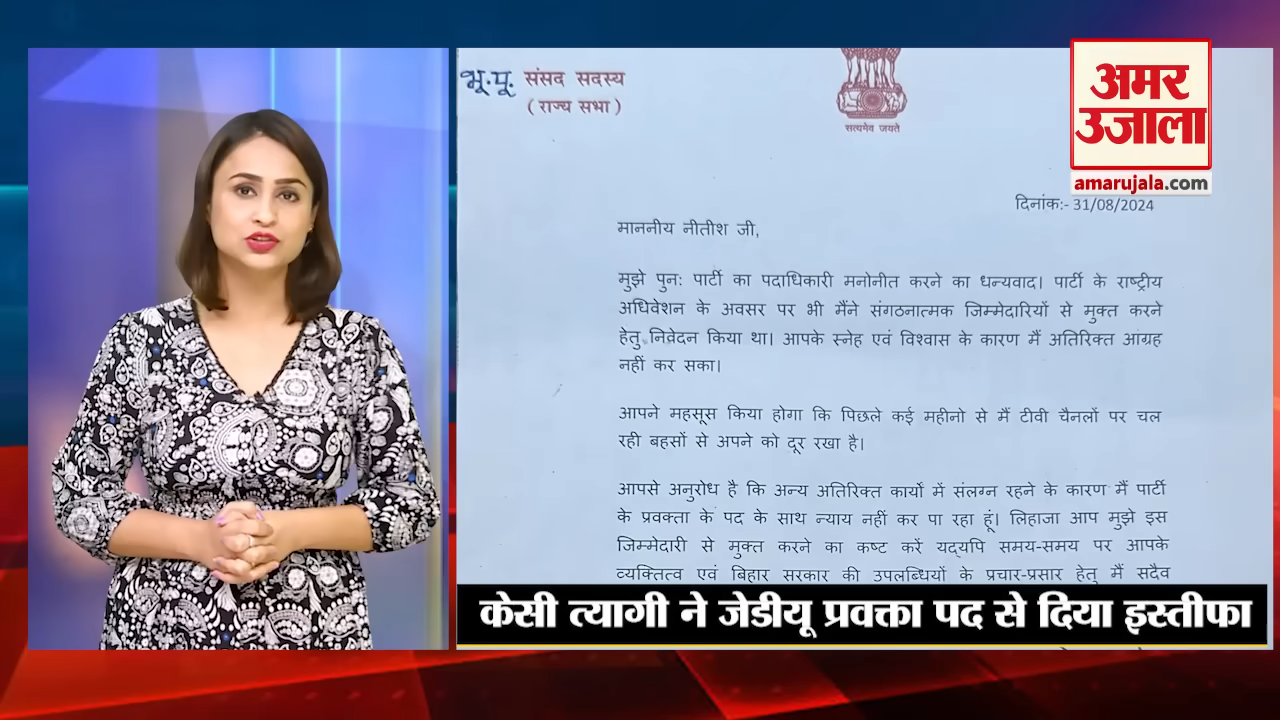 भू.पू. संसद सदस्य
( राज्य सभा )
सत्यमेव जयते
अमर
उजाला
amarujala.com
दिनांक:- 31/08/2024
माननीय नीतीश जी,
मुझे पुन: पार्टी का पदाधिकारी मनोनीत करने का धन्यवाद। पार्टी के राष्ट्रीय
अधिवेशन के अवसर पर भी मैंने संगठनात्मक जिम्मेदारियों से मुक्त करने
हेतु निवेदन किया था। आपके स्नेह एवं विश्वास के कारण मैं अतिरिक्त आंग्रह
नहीं कर सका।
आपने महसूस किया होगा कि पिछले कई महीनो से मैं टीवी चैनलों पर चल
रही बहसों से अपने को दूर रखा है।
आपसे अनुरोध है कि अन्य अतिरिक्त कार्यो में संलग्न रहने के कारण मैं पार्टी
के प्रवक्ता के पद के साथ न्याय नहीं कर पा रहा हूं। लिहाजा आप मुझे इस
जिम्मेदारी से मुक्त करने का कष्ट करें यद्यपि समय-समय पर आपके
व्यक्तित्व एवं बिहार सरकार की उपलब्धियों के प्रचार-प्रसार हेतु मैं सदैव
केसी त्यागी ने जेडीयू प्रवक्ता पद से दिया इस्तीफा